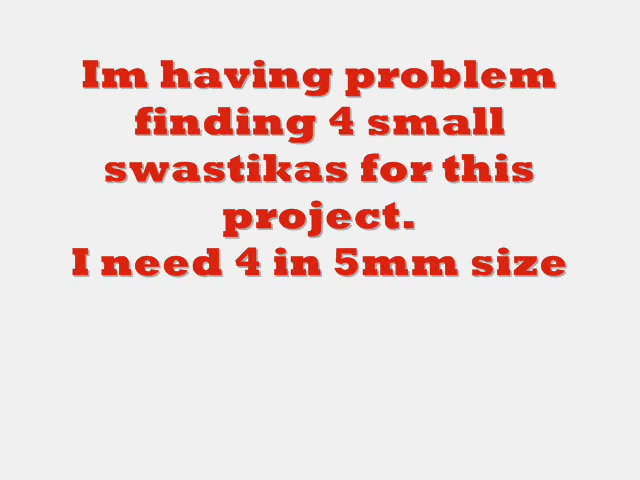 Im having problem
finding 4 small
swastikas for this
project.
I need 4 in 5mm size